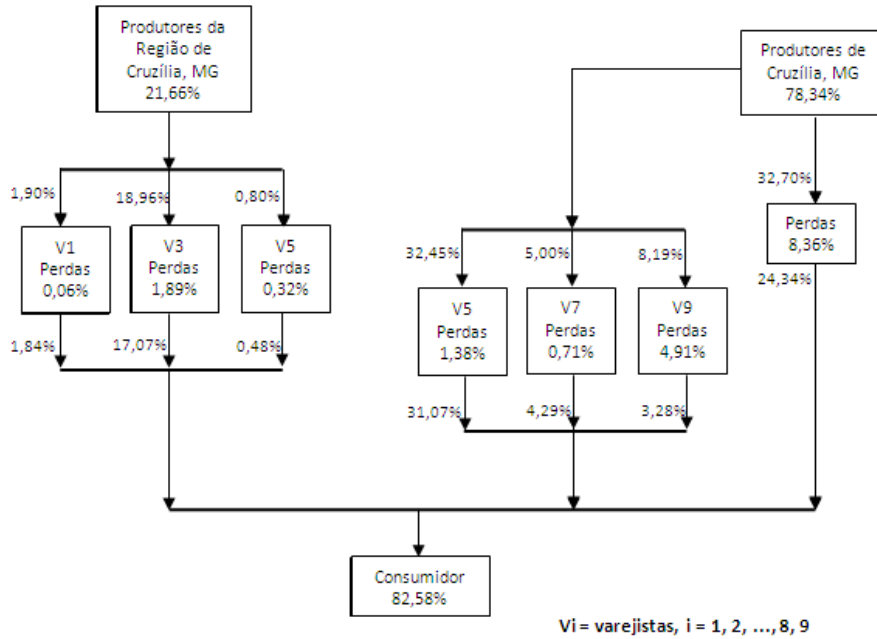 Produtores da
Região de
Cruzília, MG
21,66%
Produtores de
Cruzília, MG
78,34%
1,90%
18,96%
0,80%
32,70%
V1
Perdas
0,06%
V3
Perdas
1,89%
V5
Perdas
0,32%
Perdas
8,36%
32,45%
5,00%
8,19%
24,34%
V5
Perdas
1,38%
V7
Perdas
0,71%
V9
Perdas
4,91%
1,84%
17,07%
0,48%
31,07%
4,29%
3,28%
Consumidor
82,58%
Vi = varejistas, i = 1, 2, ..., 8, 9